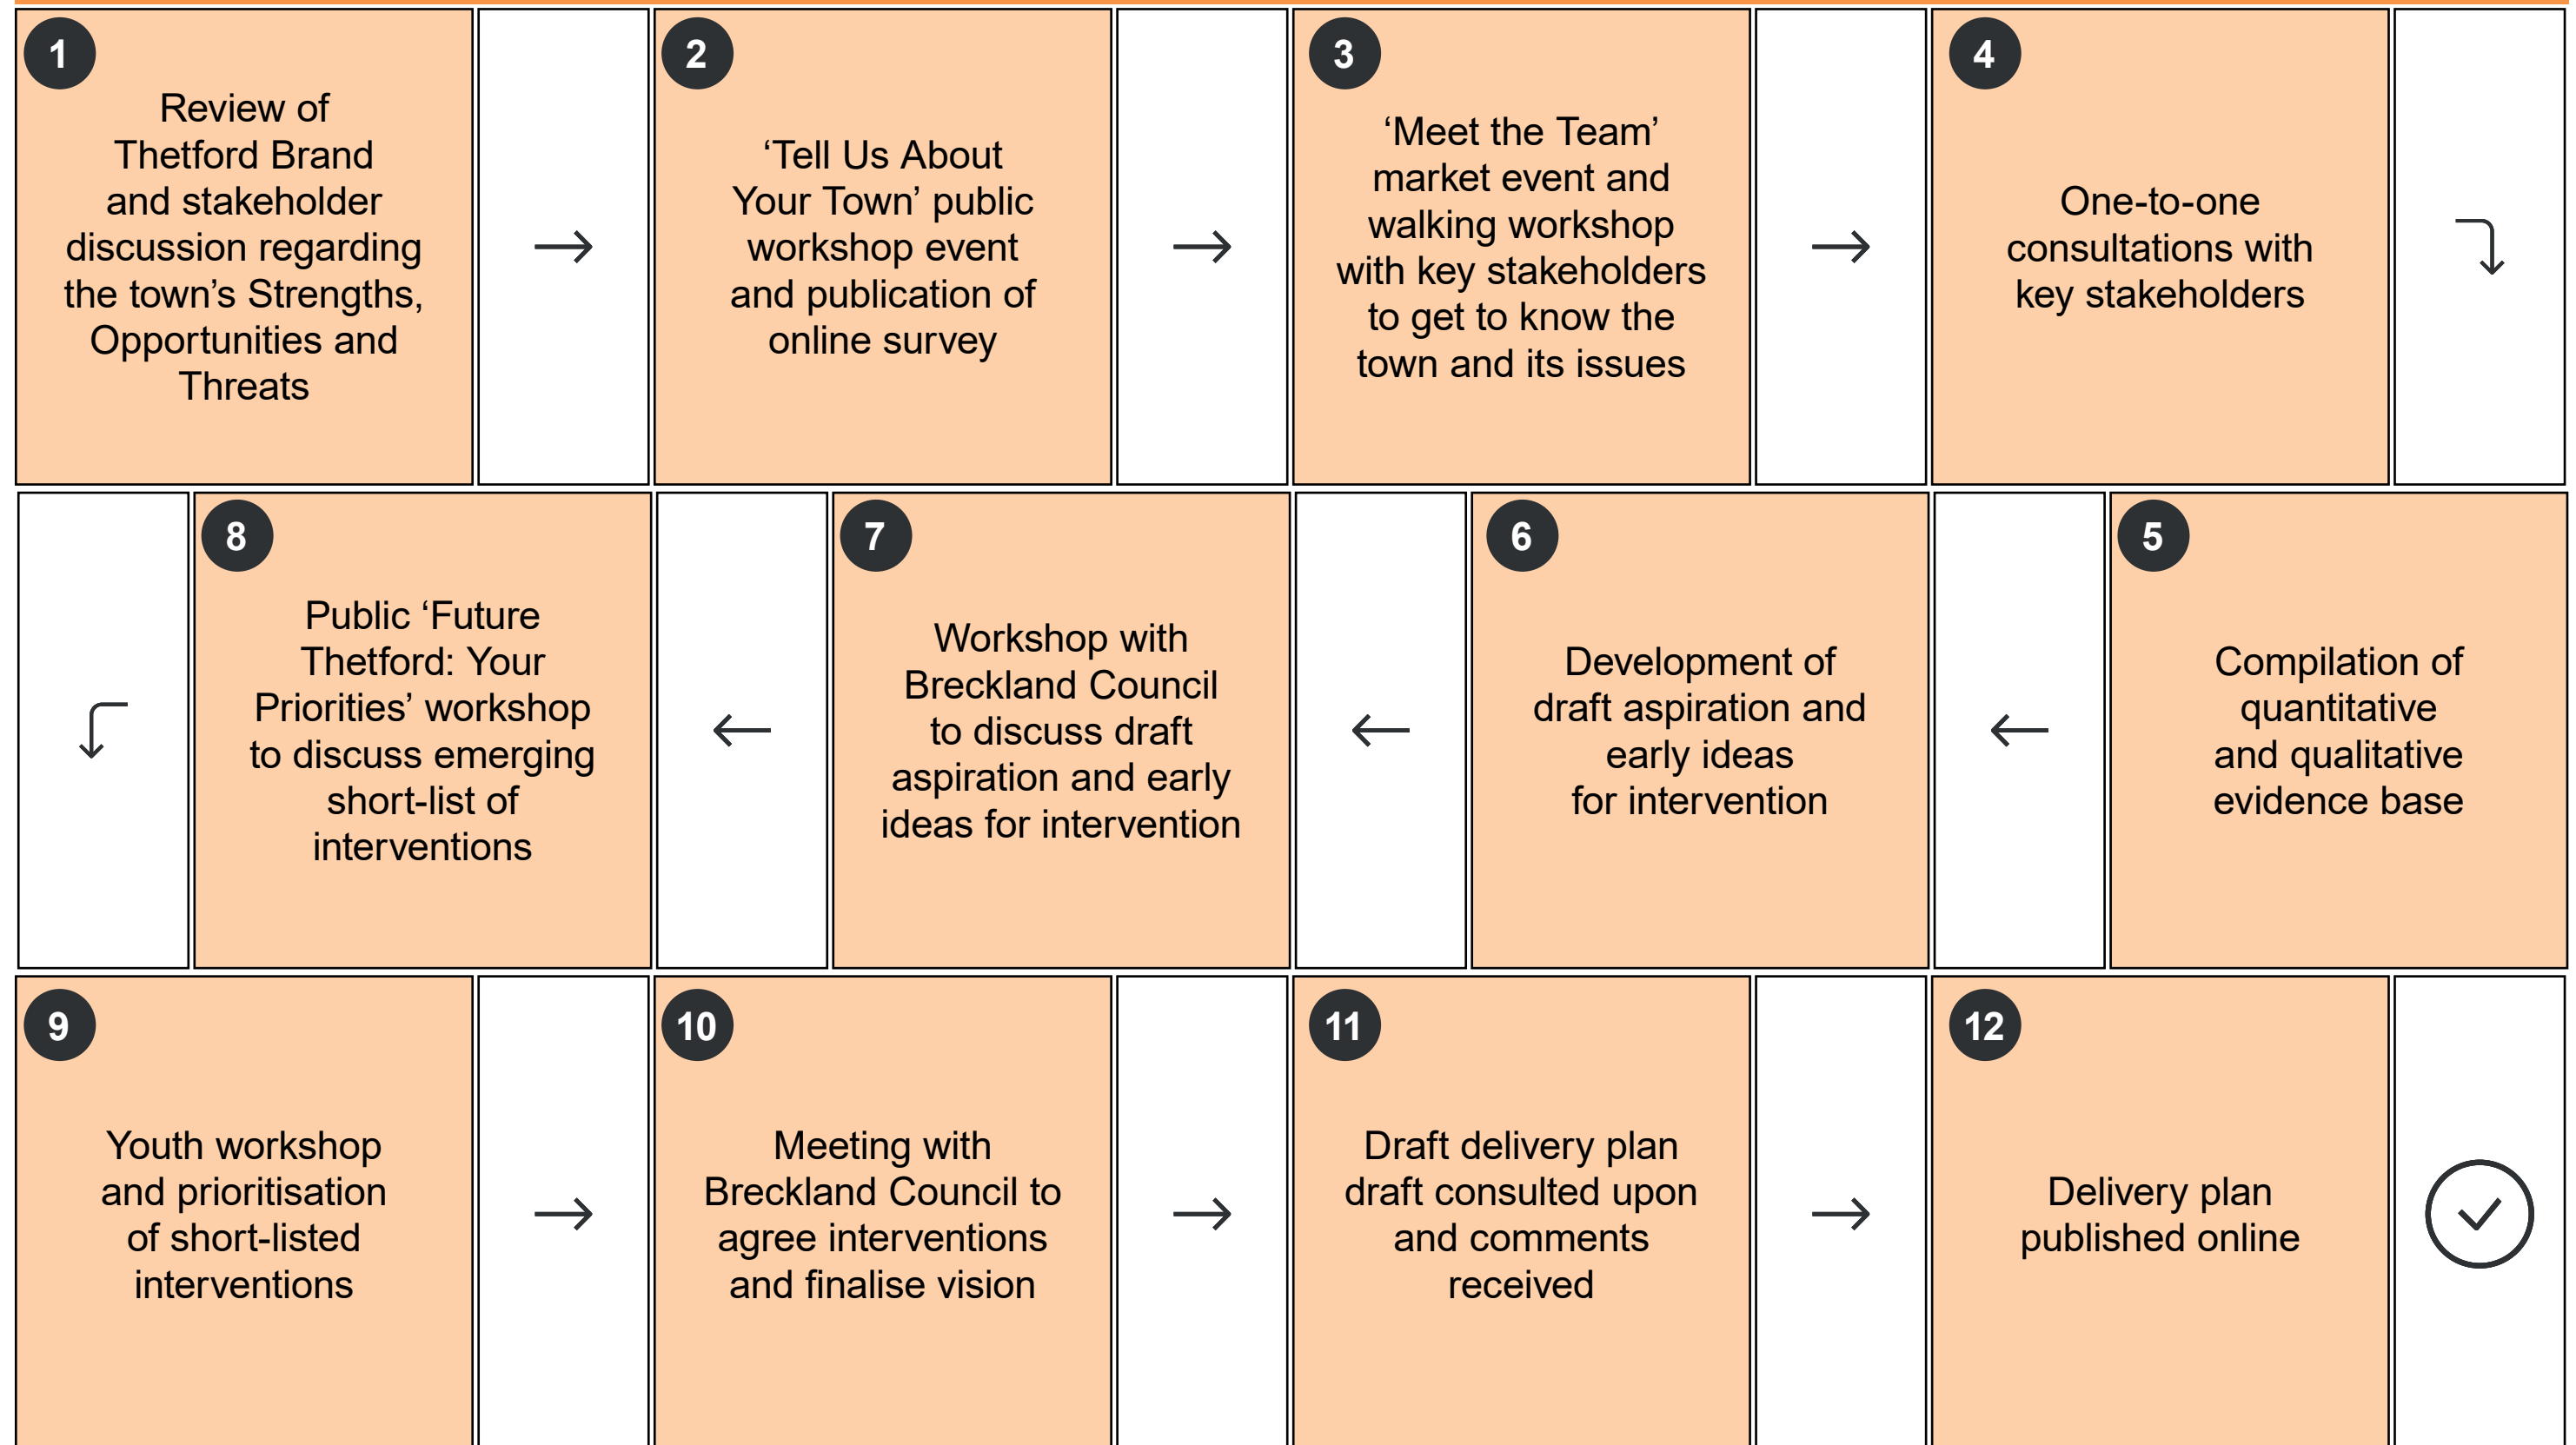 1
Review of
Thetford Brand
and stakeholder
discussion regarding
the town’s Strengths,
Opportunities and
Threats
2
‘Tell Us About
Your Town’ public
workshop event
and publication of
online survey
3
‘Meet the Team’
market event and
walking workshop
with key stakeholders
to get to know the
town and its issues
4
One-to-one
consultations with
key stakeholders
5
Compilation of
quantitative
and qualitative
evidence base
6
Development of
draft aspiration and
early ideas
for intervention
7
Workshop with
Breckland Council
to discuss draft
aspiration and early
ideas for intervention
8
Public ‘Future
Thetford: Your
Priorities’ workshop
to discuss emerging
short-list of
interventions
9
Youth workshop
and prioritisation
of short-listed
interventions
10
Meeting with
Breckland Council to
agree interventions
and finalise vision
11
Draft delivery plan
draft consulted upon
and comments
received
12
Delivery plan
published online